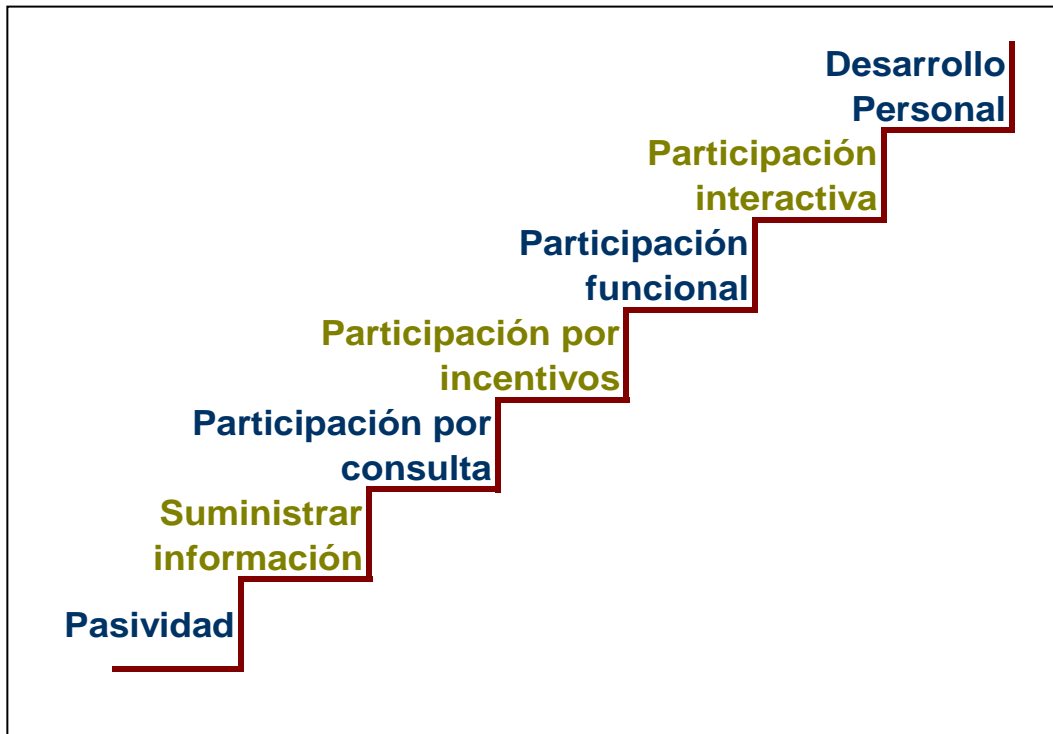 Desarrollo
Personal
Participación
interactiva
Participación
funcional
Participación por
incentivos
Participación por
consulta
Suministrar
información
Pasividad